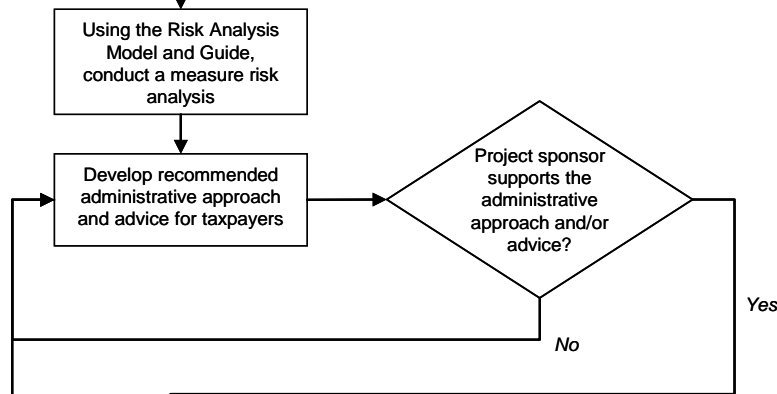 Using the Risk Analysis
Model and Guide,
conduct a measure risk
analysis
Develop recommended
administrative approach
and advice for taxpayers
Project sponsor
supports the
administrative
approach and/or
advice?
Yes
No